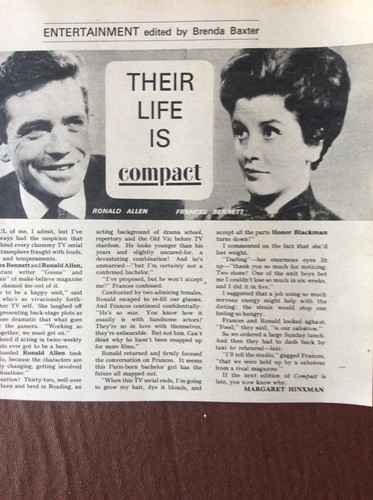 ENTERTAINMENT edited by Brenda Baxter
THEIR
LIFE
IS
compact
RONALD ALLEN
FRANCES BENNETT
UL of me, I admit, but I've
ways had the suspicion that
hind every chummy TV serial
atmosphere fraught with feuds,
and temperaments.
es Bennett and Ronald Allen,
ature writer "Gussie" and
n" of make-believe magazine
shamed me out of it.
s to be a happy unit," said
who's as vivaciously forth-
her TV self. She laughed off
presenting back-stage plots as
ore dramatic than what goes
the camera. "Working so
gether, we must get on."
dered if acting in twice-weekly
ts ever got to be a bore.
uaded Ronald Allen took
le, because the characters are
ly changing, getting involved
tuations."
uation! Thirty-two, well over
born and bred in Reading, an
acting background of drama school,
repertory and the Old Vic before TV
stardom. He looks younger than his
years and slightly uncared-for, a
devastating combination! And he's
unmarried—"but I'm certainly not a
confirmed bachelor."
"I've proposed, but he won't accept
me!" Frances confessed.
Confronted by two admiring females,
Ronald escaped to re-fill our glasses.
And Frances continued confidentially:
"He's so nice. You know how it
usually is with handsome actors?
They're so in love with themselves,
they're unbearable. But not him. Can't
think why he hasn't been snapped up
for more films."
Ronald returned and firmly focused
the conversation on Frances. It seems
this Paris-born bachelor girl has the
future all mapped out.
"When this TV serial ends, I'm going
to grow my hair, dye it blonde, and
accept all the parts Honor Blackman
turns down!"
I commented on the fact that she'd
lost weight.
"Darling"—her enormous eyes lit
up—"thank you so much for noticing.
Two stone! One of the unit boys bet
me I couldn't lose so much in six weeks,
and I did it in five."
I suggested that a job using so much
nervous energy might help with the
dieting: the strain would stop one
feeling so hungry.
Frances and Ronald looked aghast.
"Food," they said, "is our salvation."
So we ordered a large Sunday lunch.
And then they had to dash back by
taxi to rehearsal—late.
"I'll tell the studio," gagged Frances,
"that we were held up by a saboteur
from a rival magazine."
If the next edition of Compact is
late, you now know why.
MARGARET HINXMAN